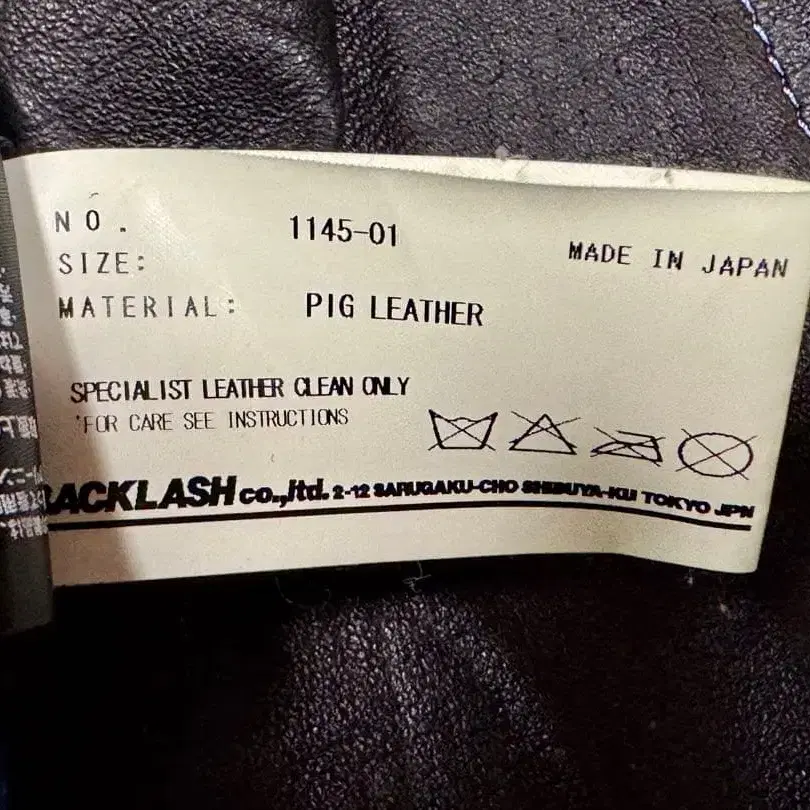 NO. 1145-01
SIZE:
MADE IN JAPAN
MATERIAL: PIG LEATHER
SPECIALIST LEATHER CLEAN ONLY
*FOR CARE SEE INSTRUCTIONS
BACKLASH co.,ltd. 2-12 SARUGAKU-CHO SHIBUYA-KU TOKYO JPN